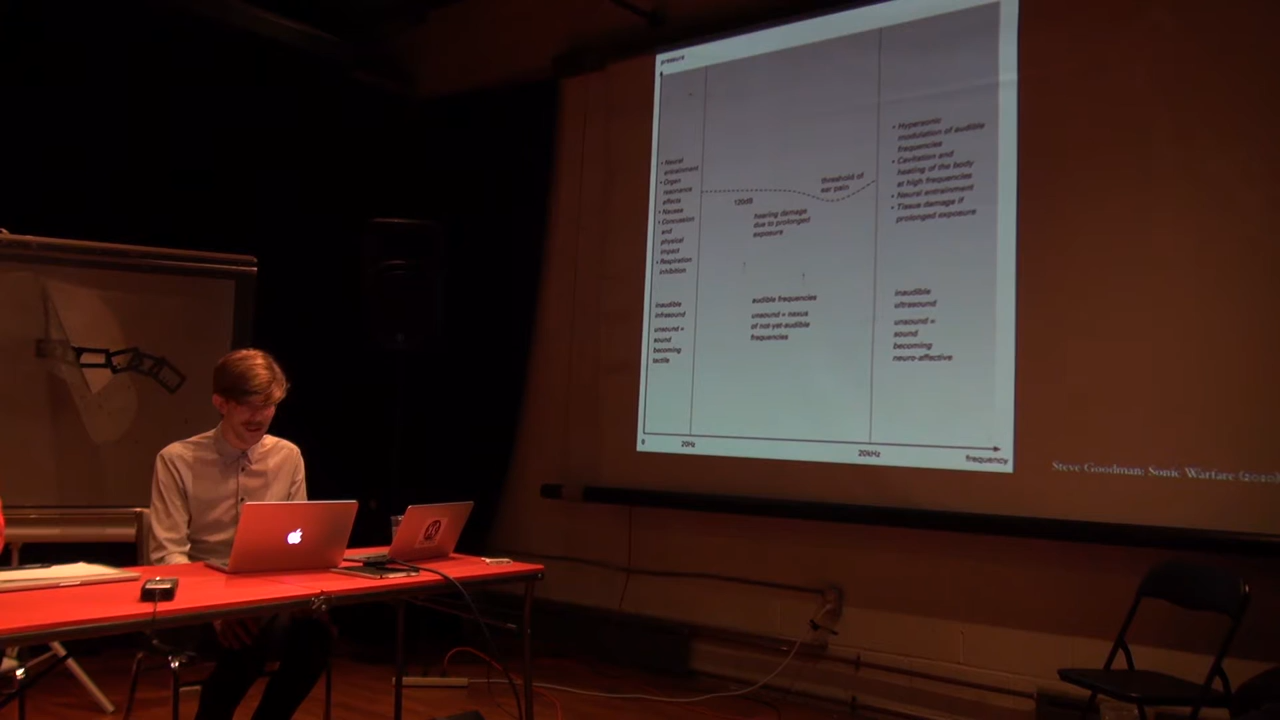 pressure
• Neural
entrainment
• Organ
resonance
effects
• Nausea
• Concussion
and
physical
impact
• Respiration
inhibition
inaudible
infrasound
unsound =
sound
becoming
tactile
120dB
threshold of
ear pain
hearing damage
due to prolonged
exposure
audible frequencies
unsound = nexus
of not-yet-audible
frequencies
• Hypersonic
modulation of audible
frequencies
• Cavitation and
heating of the body
at high frequencies
• Neural entrainment
• Tissue damage if
prolonged exposure
inaudible
ultrasound
unsound =
sound
becoming
neuro-affective
0
20Hz
20kHz
frequency
Steve Goodman: Sonic Warfare (2010)